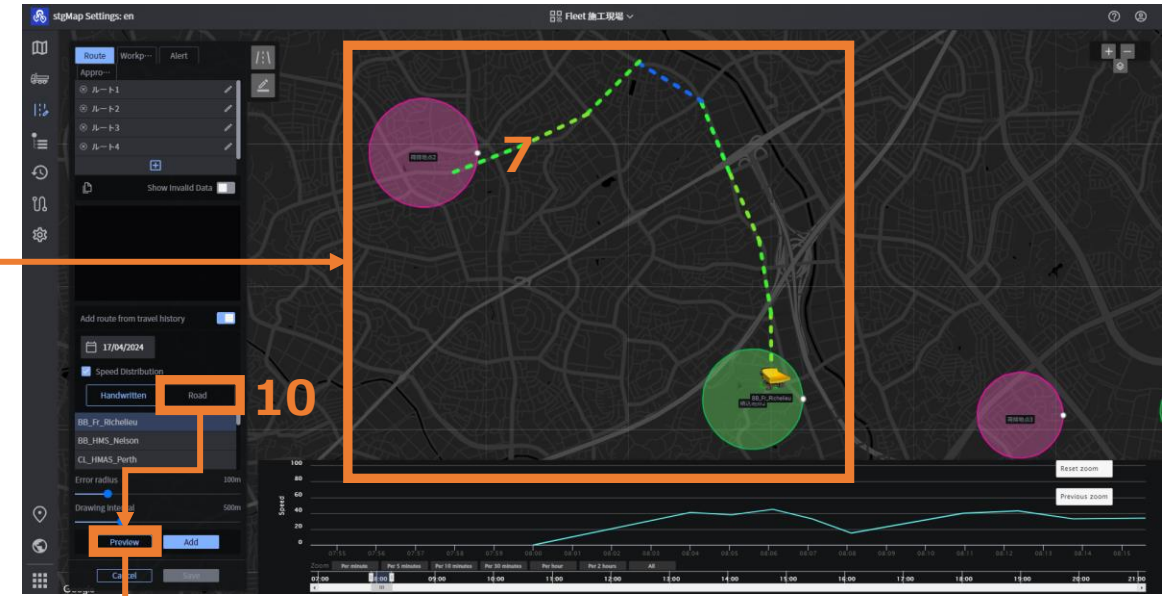 stgMap Settings: en
Fleet 施工現場
Route Workp… Alert
Appro…
ルート1
ルート2
ルート3
ルート4
Show Invalid Data
7
Add route from travel history
17/04/2024
Speed Distribution
Handwritten Road
10
BB_Fr_Richelieu
BB_HMS_Nelson
CL_HMAS_Perth
Error radius 100m
Drawing Interval 500m
Preview Add
Cancel Save
Google
BB_Fr_Richelieu
Reset zoom
Previous zoom
Speed
100
80
60
40
20
0
07:55 07:56 07:57 07:58 07:59 08:00 08:01 08:02 08:03 08:04 08:05 08:06 08:07 08:08 08:09 08:10 08:11 08:12 08:13 08:14 08:15
Zoom Per minute Per 5 minutes Per 10 minutes Per 30 minutes Per hour Per 2 hours All
07:00 08:00 09:00 10:00 11:00 12:00 13:00 14:00 15:00 16:00 17:00 18:00 19:00 20:00 21:00